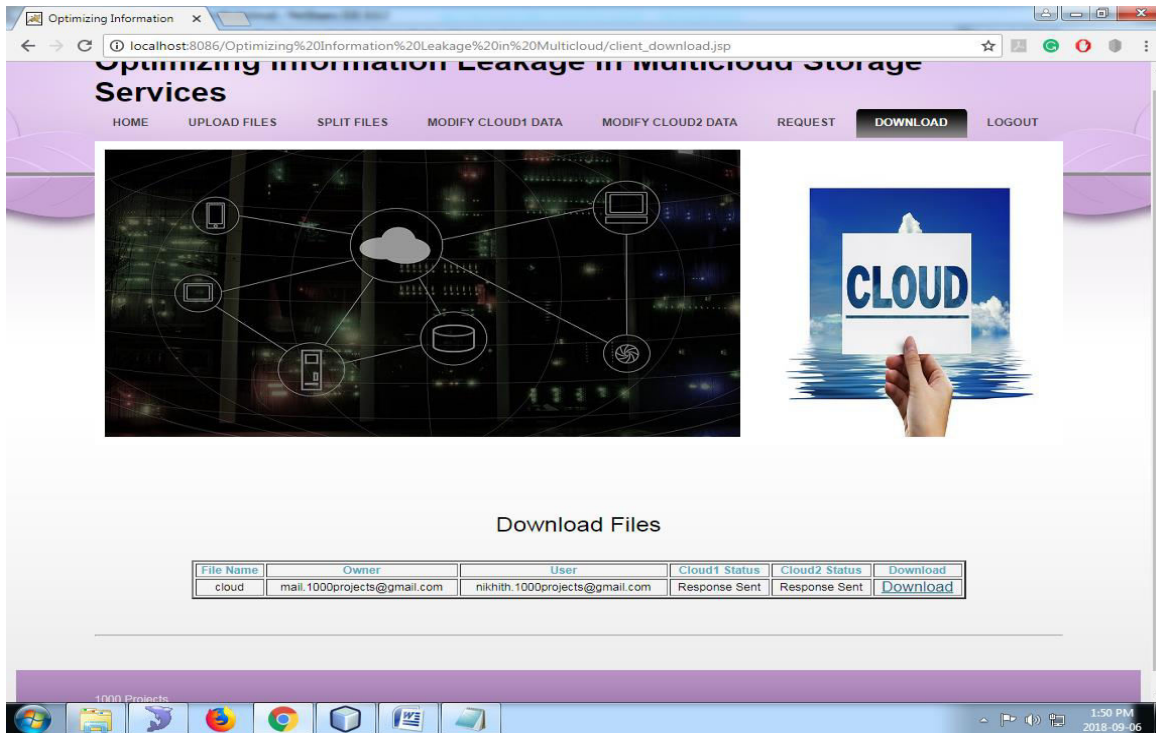 Optimizing Information
localhost:8086/Optimizing%20Information%20Leakage%20in%20Multicloud/client_download.jsp
Optimizing Information Leakage in Multicloud Storage
Services
HOME UPLOAD FILES SPLIT FILES MODIFY CLOUD1 DATA MODIFY CLOUD2 DATA REQUEST DOWNLOAD LOGOUT
CLOUD
Download Files
File Name Owner User Cloud1 Status Cloud2 Status Download
cloud mail.1000projects@gmail.com nikhith.1000projects@gmail.com Response Sent Response Sent Download
1000 Projects
1:50 PM
2018-09-06